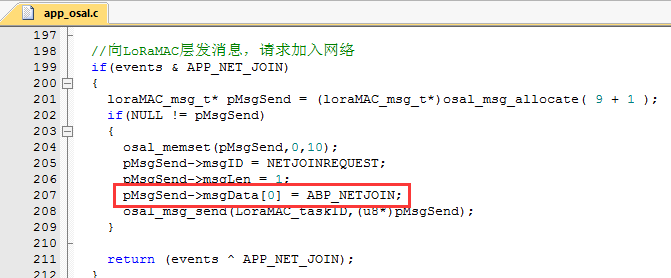 app_osal.c
197
198 //向LoRaMAC层发消息，请求加入网络
199 if(events & APP_NET_JOIN)
200 {
201 loraMAC_msg_t* pMsgSend = (loraMAC_msg_t*)osal_msg_allocate( 9 + 1 );
202 if(NULL != pMsgSend)
203 {
204 osal_memset(pMsgSend,0,10);
205 pMsgSend->msgID = NETJOINREQUEST;
206 pMsgSend->msgLen = 1;
207 pMsgSend->msgData[0] = ABP_NETJOIN;
208 osal_msg_send(LoRaMAC_taskID,(u8*)pMsgSend);
209 }
210
211 return (events ^ APP_NET_JOIN);
212 }